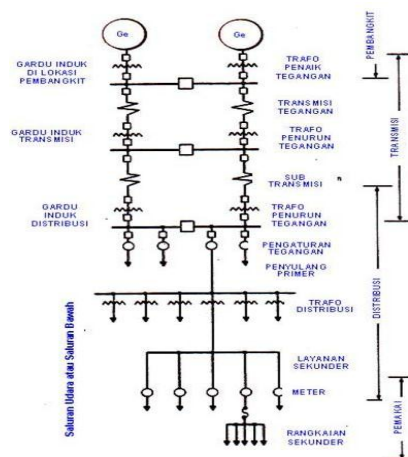 Ge
Ge
GARDU INDUK
DI LOKASI
PEMBANGKIT
TRAFO
PENAIK
TEGANGAN
TRANSMISI
TEGANGAN
GARDU INDUK
TRANSMISI
TRAFO
PENURUN
TEGANGAN
SUB
TRANSMISI
GARDU
INDUK
DISTRIBUSI
TRAFO
PENURUN
TEGANGAN
PENGATURAN
TEGANGAN
PENYULANG
PRIMER
TRAFO
DISTRIBUSI
LAYANAN
SEKUNDER
METER
RANGKAIAN
SEKUNDER
Saluran Udara atau Saluran Bawah
PEMBANGKIT
TRANSMISI
DISTRIBUSI
PEMAKAI
n